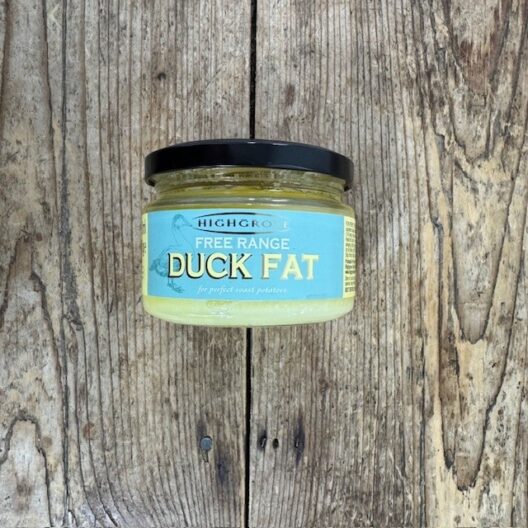 HIGHGROVE
FREE RANGE
DUCK FAT
for perfect roast potatoes